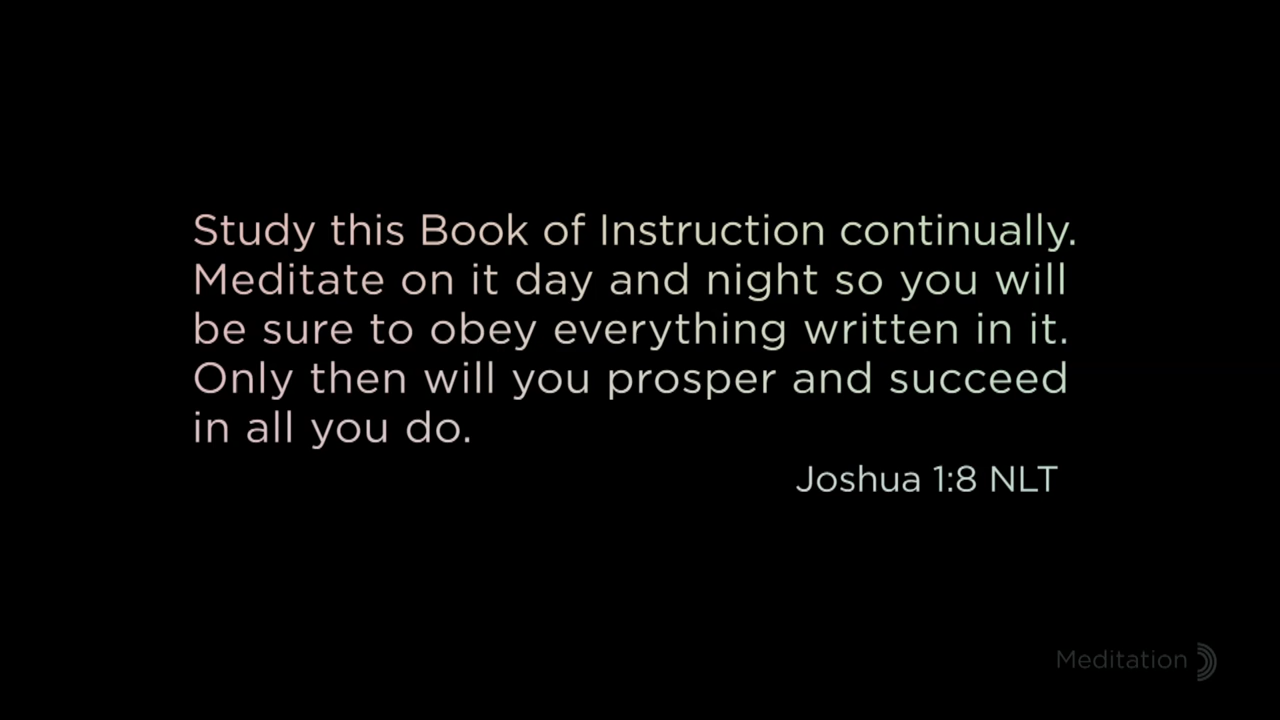 Study this Book of Instruction continually.
Meditate on it day and night so you will
be sure to obey everything written in it.
Only then will you prosper and succeed
in all you do.
Joshua 1:8 NLT
Meditation